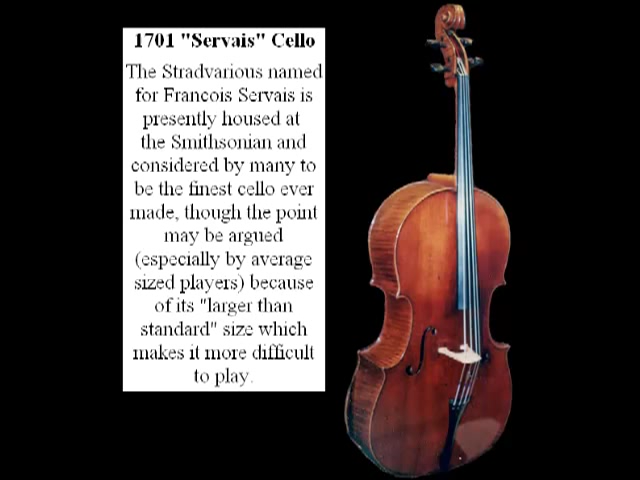 1701 "Servais" Cello
The Stradvarious named
for Francois Servais is
presently housed at
the Smithsonian and
considered by many to
be the finest cello ever
made, though the point
may be argued
(especially by average
sized players) because
of its "larger than
standard" size which
makes it more difficult
to play.